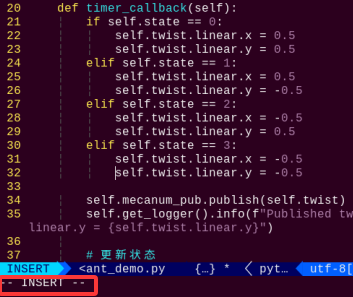 20 def timer_callback(self):
21 if self.state == 0:
22 self.twist.linear.x = 0.5
23 self.twist.linear.y = 0.5
24 elif self.state == 1:
25 self.twist.linear.x = 0.5
26 self.twist.linear.y = -0.5
27 elif self.state == 2:
28 self.twist.linear.x = -0.5
29 self.twist.linear.y = 0.5
30 elif self.state == 3:
31 self.twist.linear.x = -0.5
32 self.twist.linear.y = -0.5
33
34 self.mecanum_pub.publish(self.twist)
35 self.get_logger().info(f"Published tw
linear.y = {self.twist.linear.y}")
36
37 # 更新状态
INSERT <ant_demo.py {…} * < pyt… utf-8[
-- INSERT --